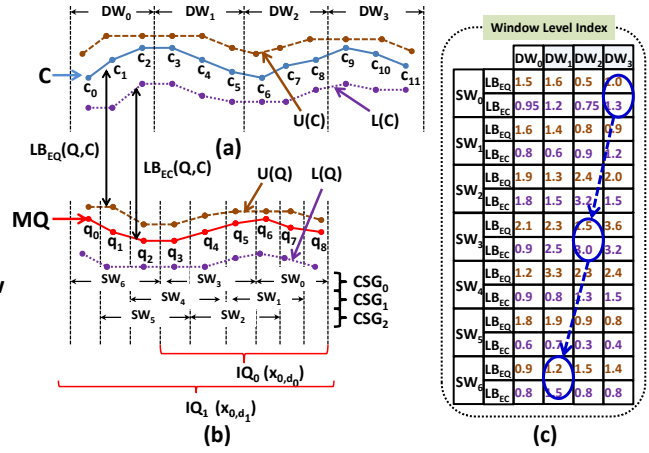 DW0 DW1 DW2 DW3
C
c0 c1 c2 c3 c4 c5 c6 c7 c8 c9 c10 c11
U(C) L(C)
(a)
LBEQ(Q,C)
LBEC(Q,C)
U(Q) L(Q)
MQ
q0 q1 q2 q3 q4 q5 q6 q7 q8
SW6 SW3 SW0 CSG0
SW4 SW1 CSG1
SW5 SW2 CSG2
IQ0 (x0,d0)
IQ1 (x0,d1)
(b)
Window Level Index
DW0 DW1 DW2 DW3
SW0 LBEQ 1.5 1.6 0.5 1.0
LBEC 0.95 1.2 0.75 1.3
SW1 LBEQ 1.6 1.4 0.8 0.9
LBEC 0.8 0.6 0.9 1.2
SW2 LBEQ 1.9 1.3 2.4 2.0
LBEC 1.8 1.5 3.2 1.5
SW3 LBEQ 2.1 2.3 3.6
LBEC 0.9 2.5 3.0 3.2
SW4 LBEQ 1.2 3.3 2.4
LBEC 0.9 0.8 1.3 1.5
SW5 LBEQ 1.8 1.9 0.9 0.8
LBEC 0.6 0.3 0.4
SW6 LBEQ 0.9 1.2 1.5 1.4
LBEC 0.8 0.8 0.8
(c)